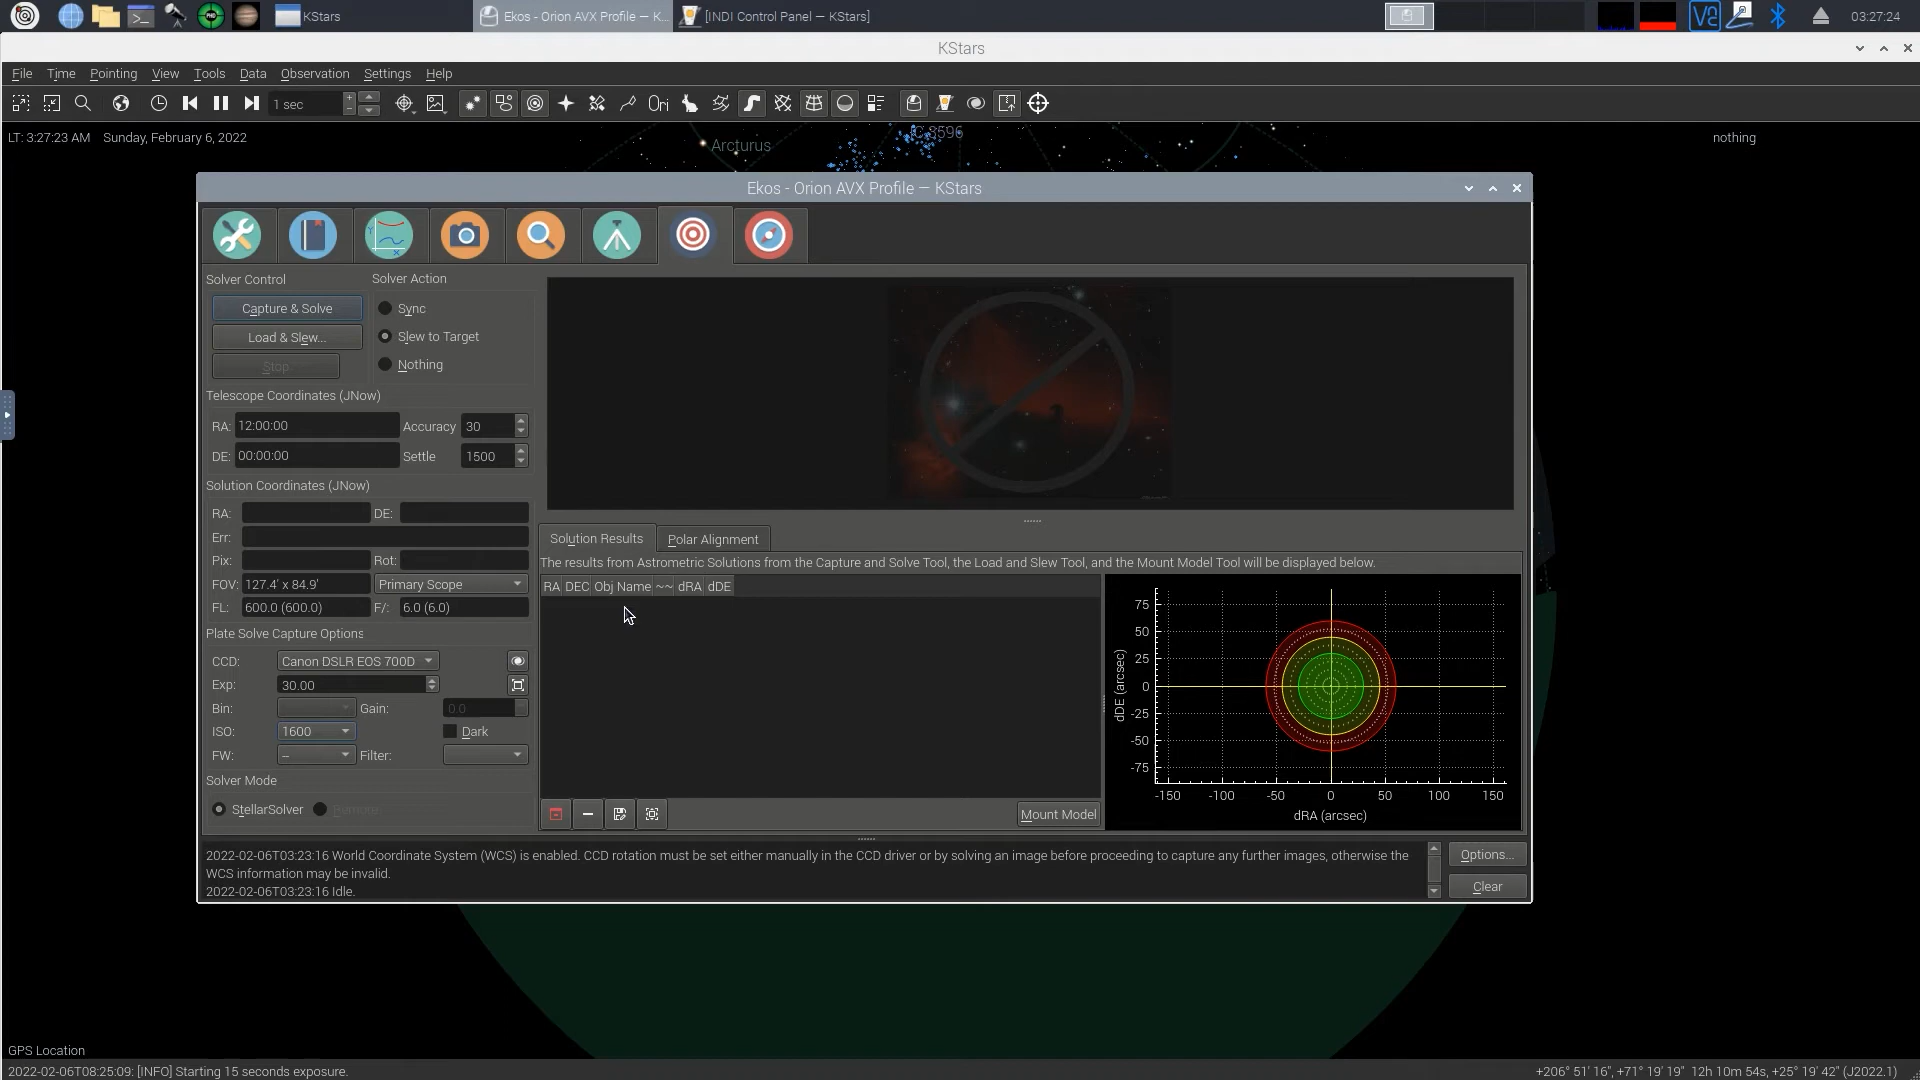 KStars
Ekos - Orion AVX Profile — K...
[INDI Control Panel — KStars]
03:27:24
KStars
File Time Pointing View Tools Data Observation Settings Help
1 sec
Ori
LT: 3:27:23 AM Sunday, February 6, 2022
nothing
Arcturus
Ekos - Orion AVX Profile — KStars
Solver Control
Solver Action
Capture & Solve
Sync
Load & Slew...
Slew to Target
Stop
Nothing
Telescope Coordinates (JNow)
RA: 12:00:00 Accuracy 30
DE: 00:00:00 Settle 1500
Solution Coordinates (JNow)
RA: DE:
Err:
Pix: Rot:
FOV: 127.4' x 84.9' Primary Scope
FL: 600.0 (600.0) F/: 6.0 (6.0)
Plate Solve Capture Options
CCD: Canon DSLR EOS 700D
Exp: 30.00
Bin: Gain: 0.0
ISO: 1600 Dark
FW: -- Filter:
Solver Mode
StellarSolver Remote
Solution Results Polar Alignment
The results from Astrometric Solutions from the Capture and Solve Tool, the Load and Slew Tool, and the Mount Model Tool will be displayed below.
RA DEC Obj Name ~~ dRA dDE
Mount Model
dDE (arcsec)
75
50
25
0
-25
-50
-75
-150 -100 -50 0 50 100 150
dRA (arcsec)
2022-02-06T03:23:16 World Coordinate System (WCS) is enabled. CCD rotation must be set either manually in the CCD driver or by solving an image before proceeding to capture any further images, otherwise the
WCS information may be invalid.
2022-02-06T03:23:16 Idle.
Options...
Clear
GPS Location
2022-02-06T08:25:09: [INFO] Starting 15 seconds exposure.
+206° 51' 16", +71° 19' 19" 12h 10m 54s, +25° 19' 42" (J2022.1)